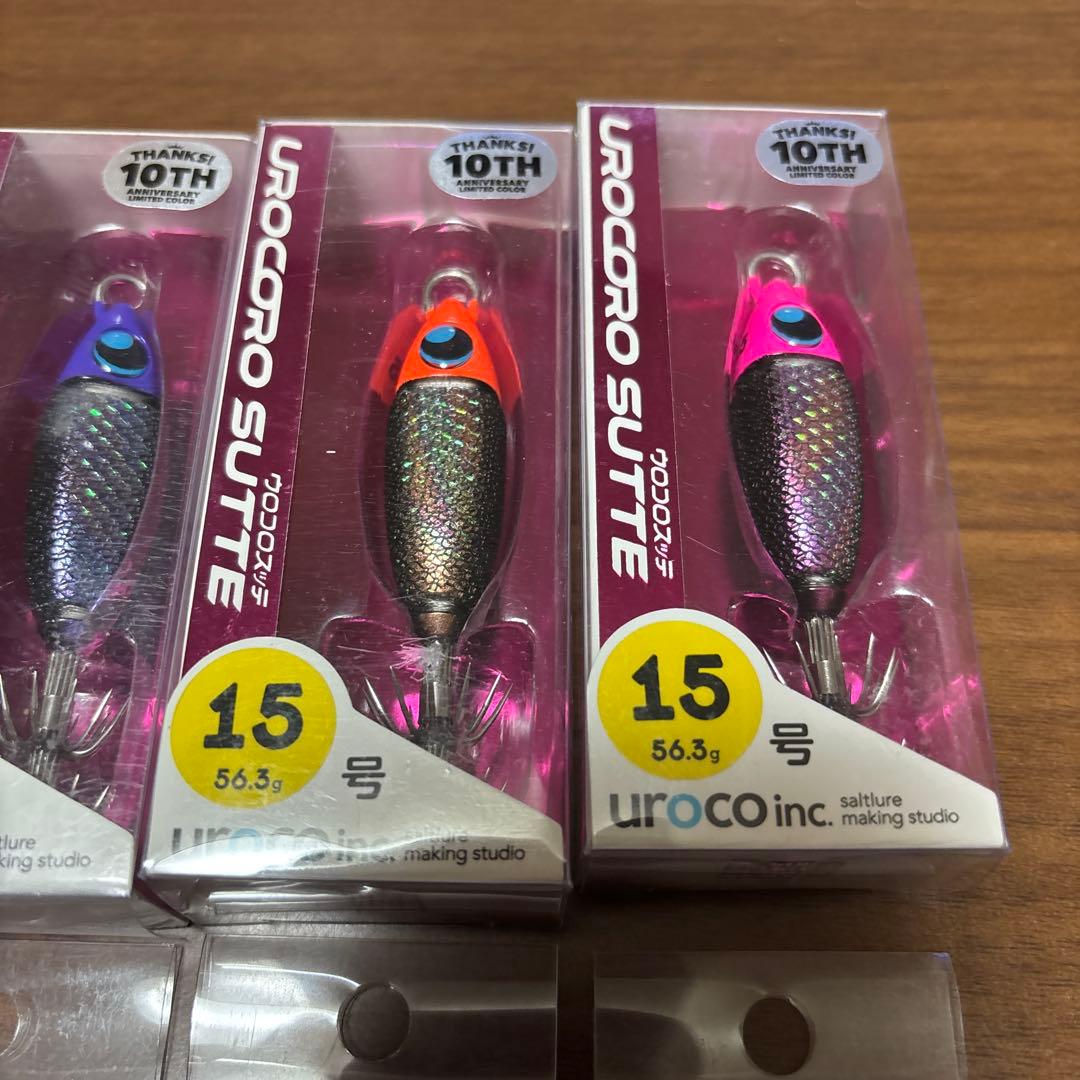 THANKS!
10TH
ANNIVERSARY
LIMITED COLOR
tlure
king studio
THANKS!
10TH
ANNIVERSARY
LIMITED COLOR
UROCORO SUTTE
ウロコロスッテ
15
56.3g
号
uroco inc.
saltlure
making studio
THANKS!
10TH
ANNIVERSARY
LIMITED COLOR
UROCORO SUTTE
ウロコロスッテ
15
56.3g
号
uroco inc.
saltlure
making studio